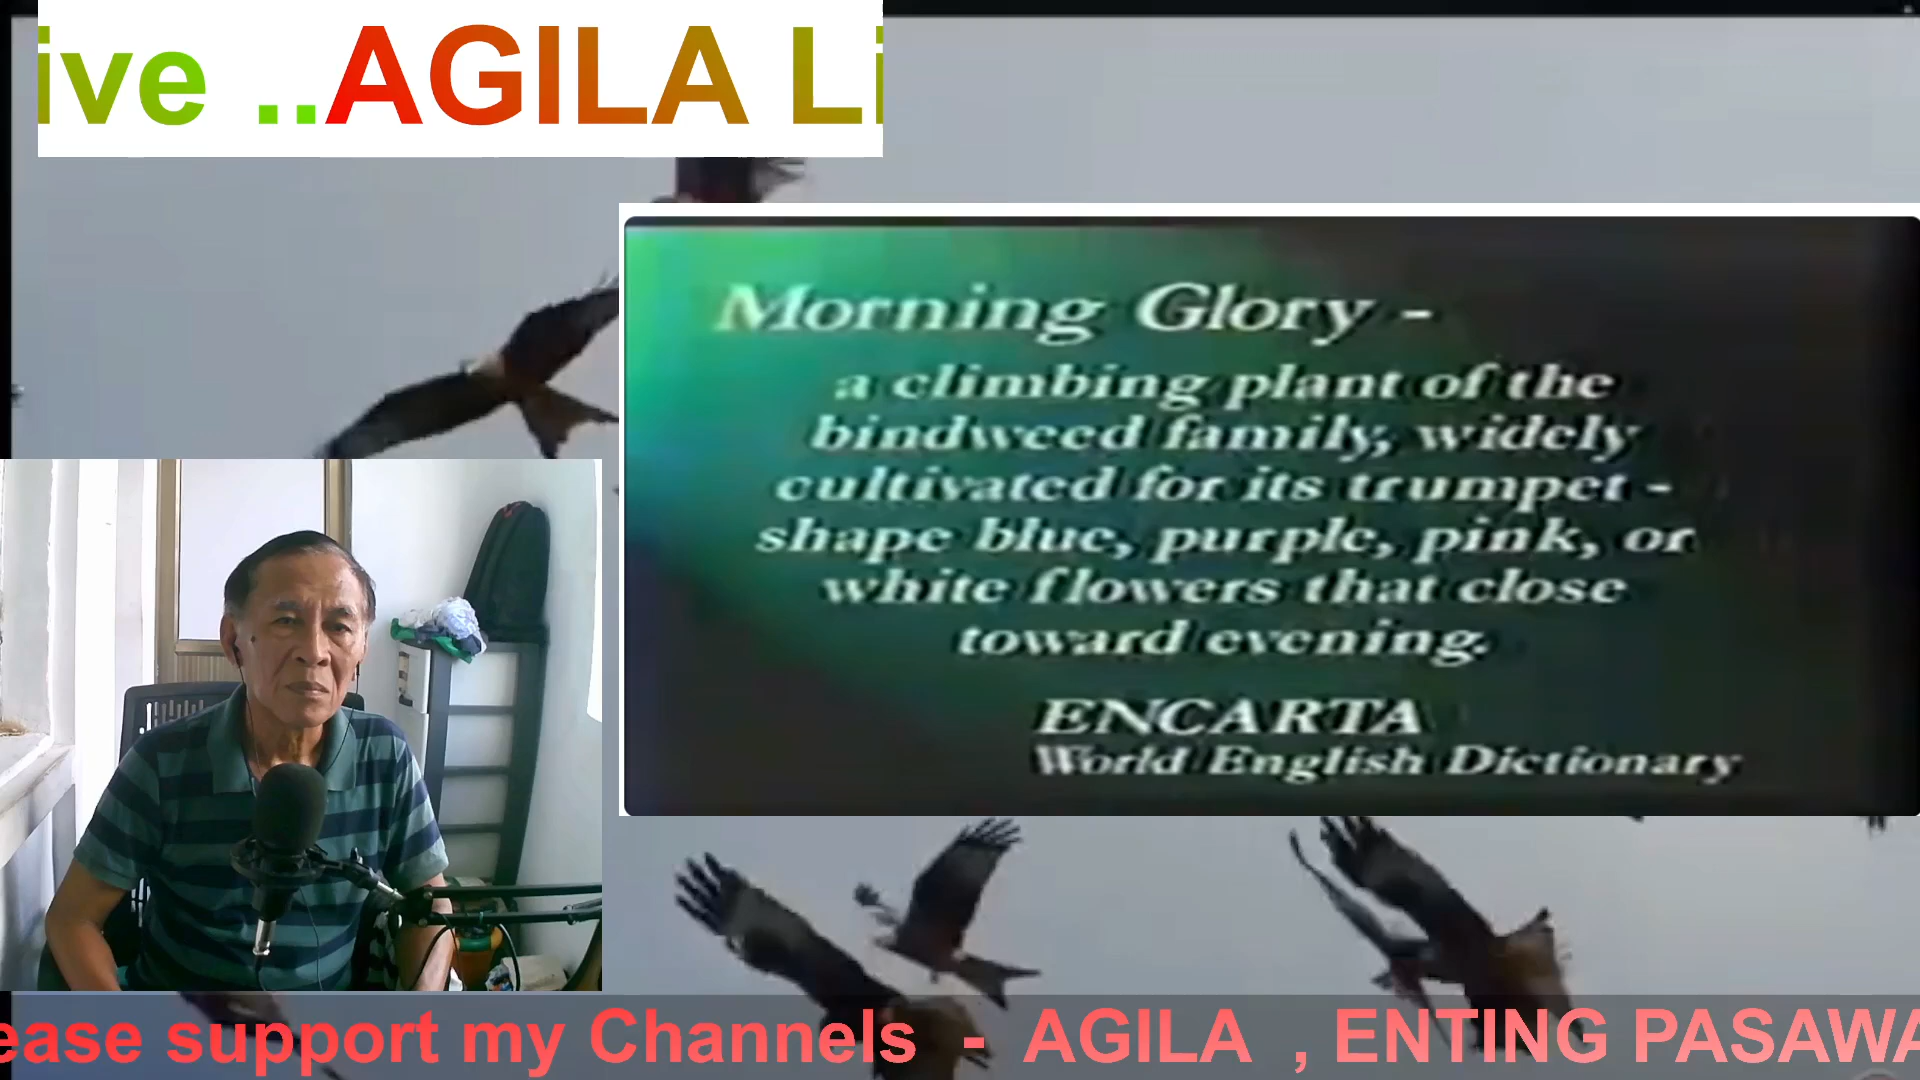 ive ..AGILA Li
Morning Glory -
a climbing plant of the
bindweed family, widely
cultivated for its trumpet -
shape blue, purple, pink, or
white flowers that close
toward evening.
ENCARTA
World English Dictionary
ease support my Channels - AGILA , ENTING PASAWA